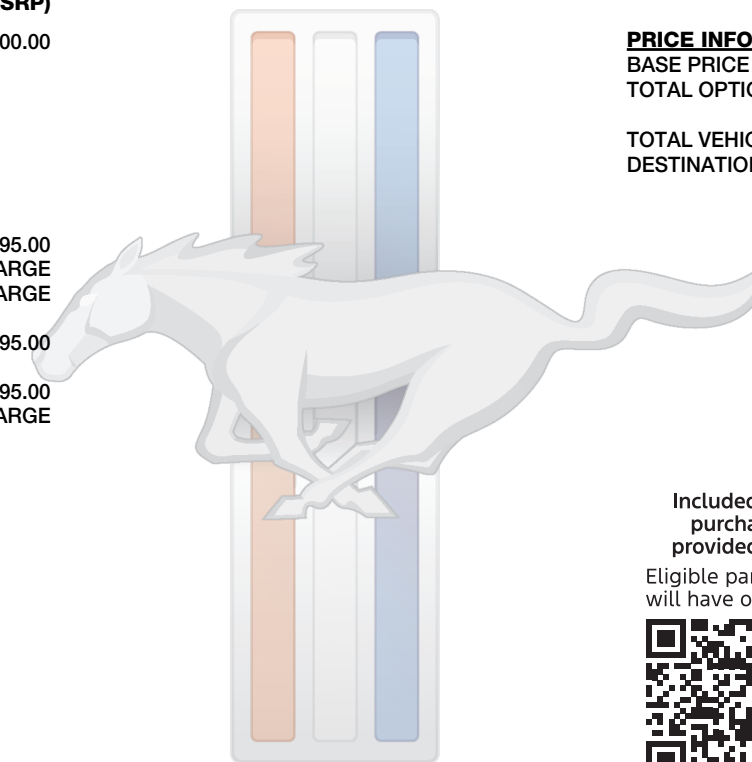 SRP)
00.00
95.00
ARGE
ARGE
95.00
95.00
ARGE
PRICE INFO
BASE PRICE
TOTAL OPTIO
TOTAL VEHIC
DESTINATION
Included
purcha
provided
Eligible par
will have o